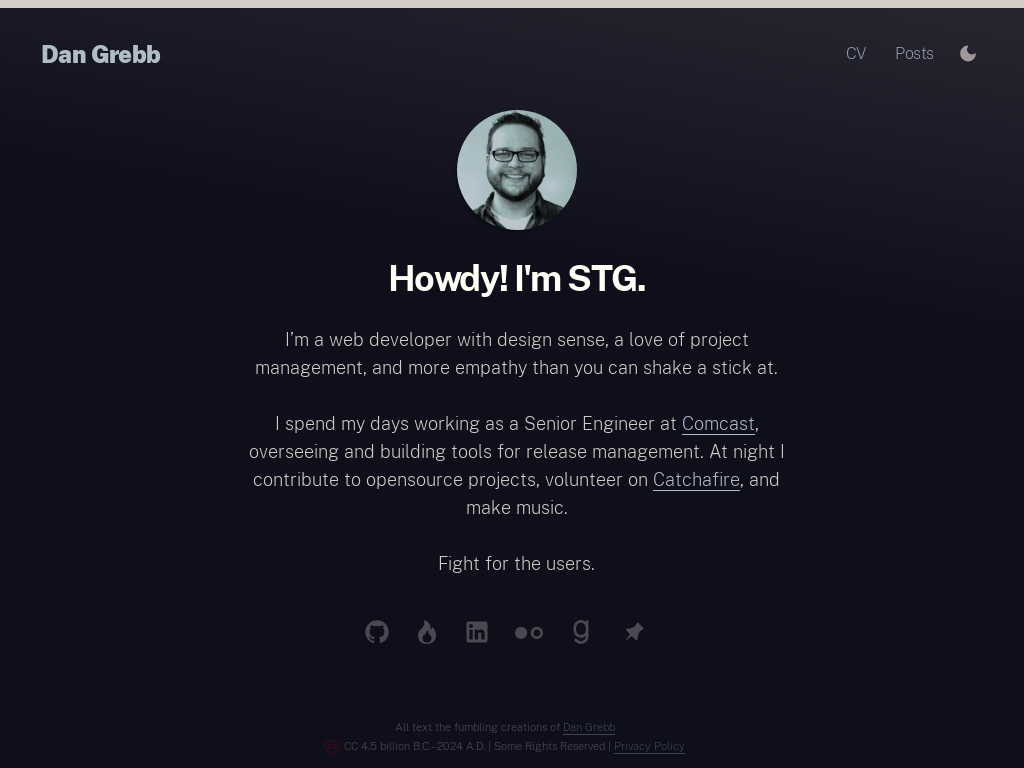 Dan Grebb
CV
Posts
Howdy! I'm STG.
I’m a web developer with design sense, a love of project
management, and more empathy than you can shake a stick at.
I spend my days working as a Senior Engineer at Comcast,
overseeing and building tools for release management. At night I
contribute to opensource projects, volunteer on Catchafire, and
make music.
Fight for the users.
All text the fumbling creations of Dan Grebb
CC 4.5 billion B.C.–2024 A.D. | Some Rights Reserved | Privacy Policy